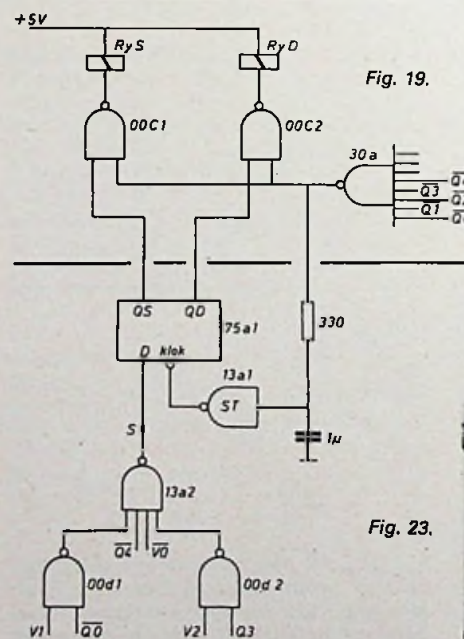 +5V
RyS
RyD
Fig. 19.
00C1
00C2
30a
Q3
Q1
QS
QD
75a1
D
klok
330
13a1
ST
1µ
S
13a2
Fig. 23.
Q4
V0
00d1
00d2
V1
Q0
V2
Q3